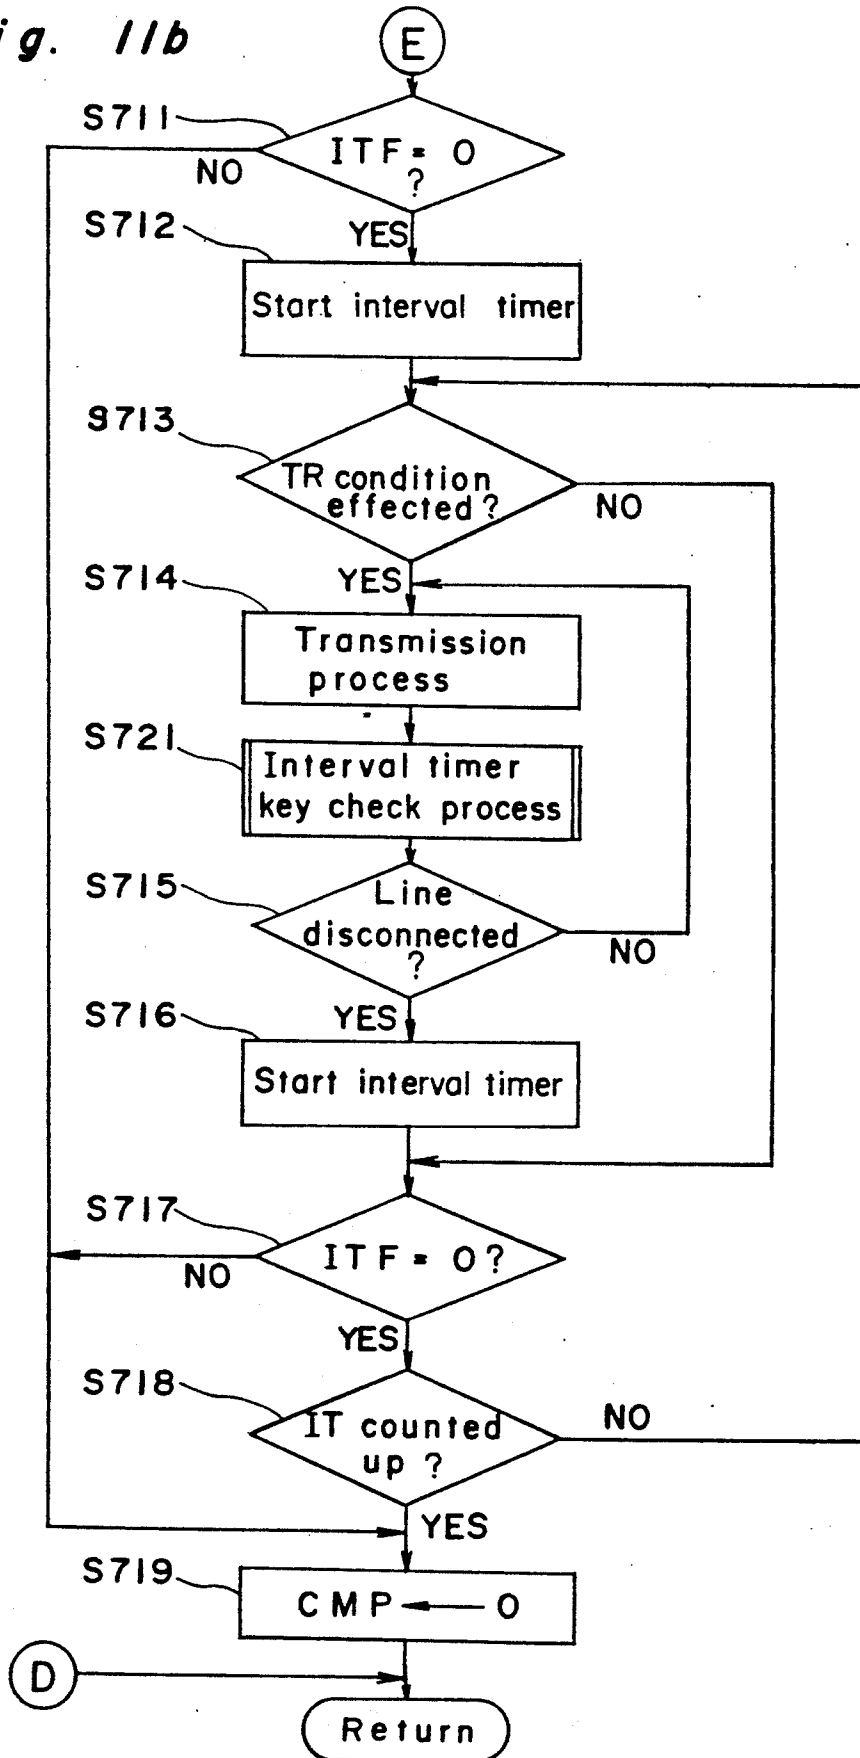 ig. 11b
E
S711
ITF = 0
?
NO
YES
S712
Start interval timer
S713
TR condition
effected?
NO
YES
S714
Transmission
process
S721
Interval timer
key check process
S715
Line
disconnected
?
NO
YES
S716
Start interval timer
S717
ITF = 0?
NO
YES
S718
IT counted
up ?
NO
YES
S719
CMP ← 0
D
Return